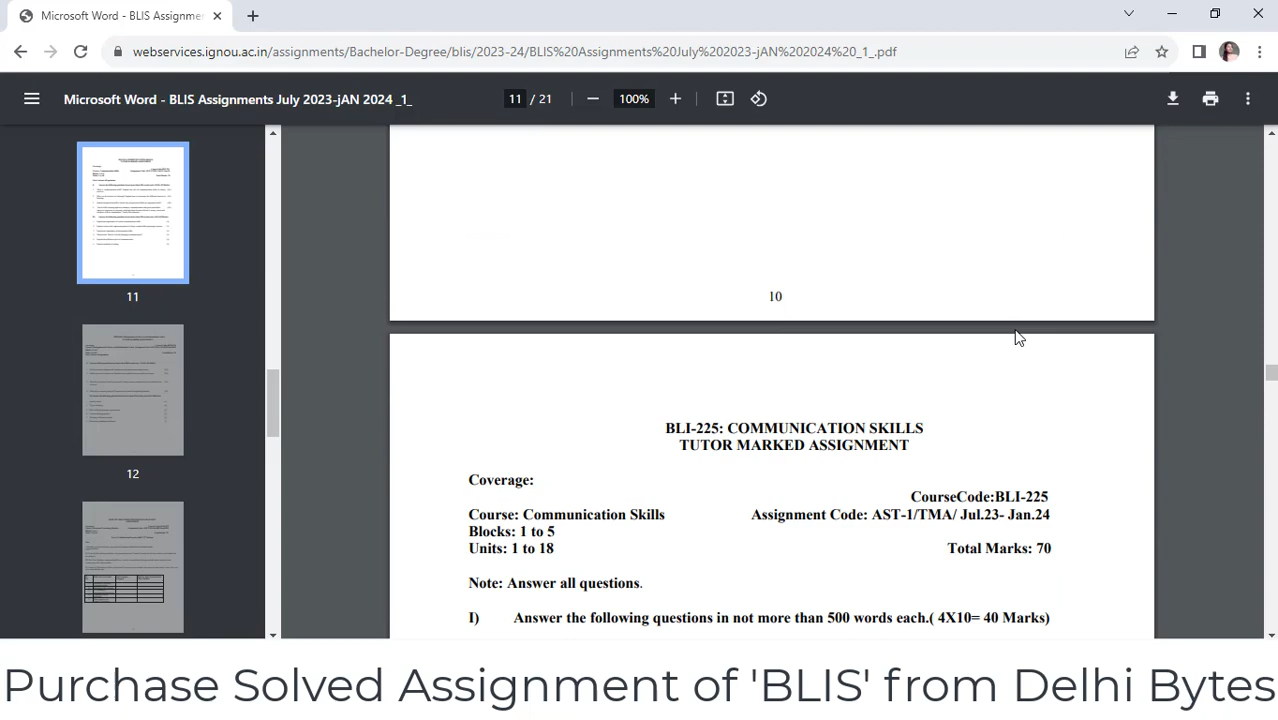 Microsoft Word - BLIS Assignmen
webservices.ignou.ac.in/assignments/Bachelor-Degree/blis/2023-24/BLIS%20Assignments%20July%202023-jAN%202024%20_1_.pdf
Microsoft Word - BLIS Assignments July 2023-jAN 2024 _1_
11 / 21
100%
11
12
10
BLI-225: COMMUNICATION SKILLS
TUTOR MARKED ASSIGNMENT
Coverage:
CourseCode:BLI-225
Course: Communication Skills Assignment Code: AST-1/TMA/ Jul.23- Jan.24
Blocks: 1 to 5
Units: 1 to 18 Total Marks: 70
Note: Answer all questions.
I) Answer the following questions in not more than 500 words each.( 4X10= 40 Marks)
Purchase Solved Assignment of 'BLIS' from Delhi Bytes